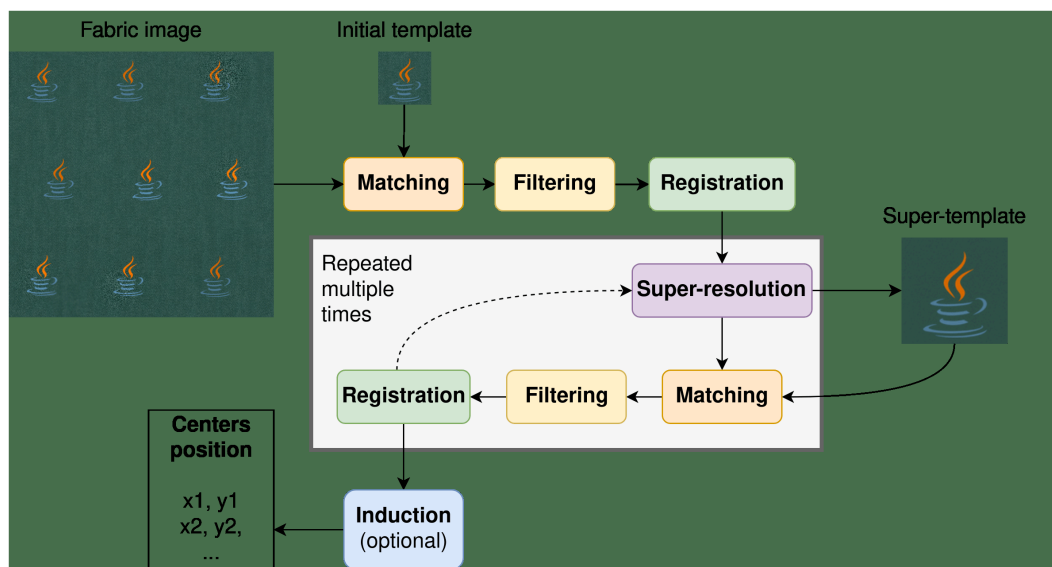 Fabric image
Initial template
Matching
Filtering
Registration
Super-template
Repeated
multiple
times
Super-resolution
Registration
Filtering
Matching
Centers
position
x1, y1
x2, y2,
...
Induction
(optional)